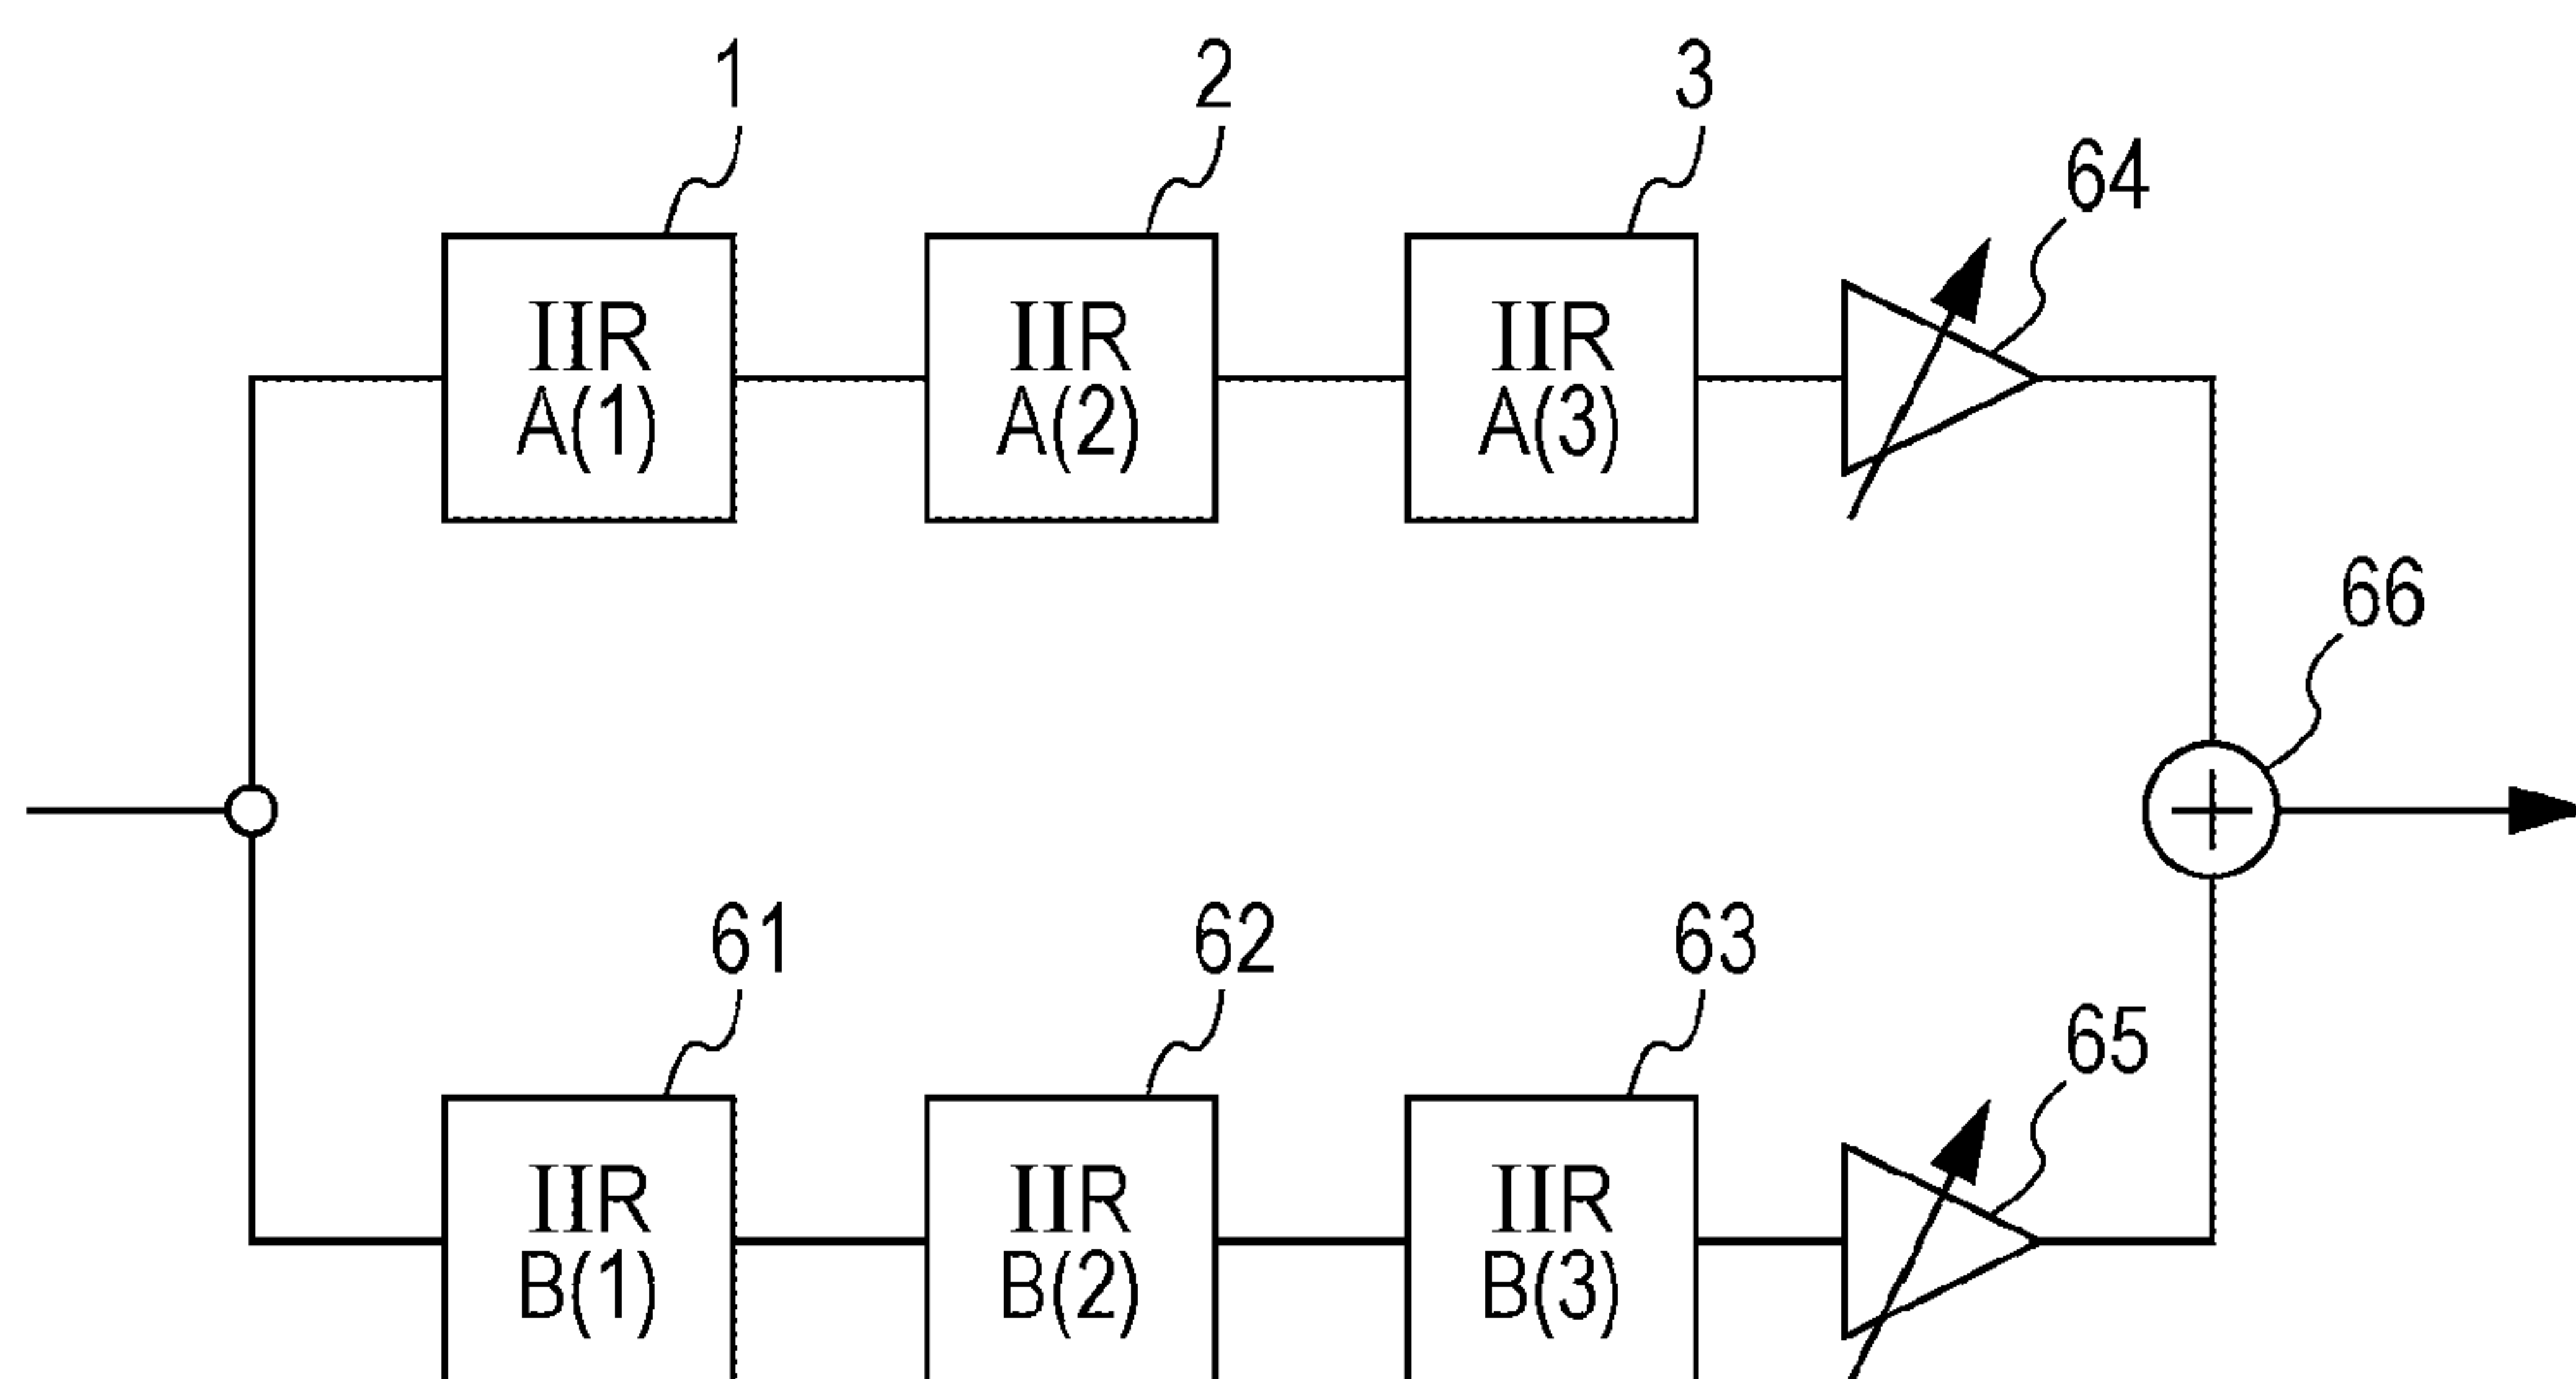 1
2
3
64
IIR
A(1)
IIR
A(2)
IIR
A(3)
66
61
62
63
65
IIR
B(1)
IIR
B(2)
IIR
B(3)